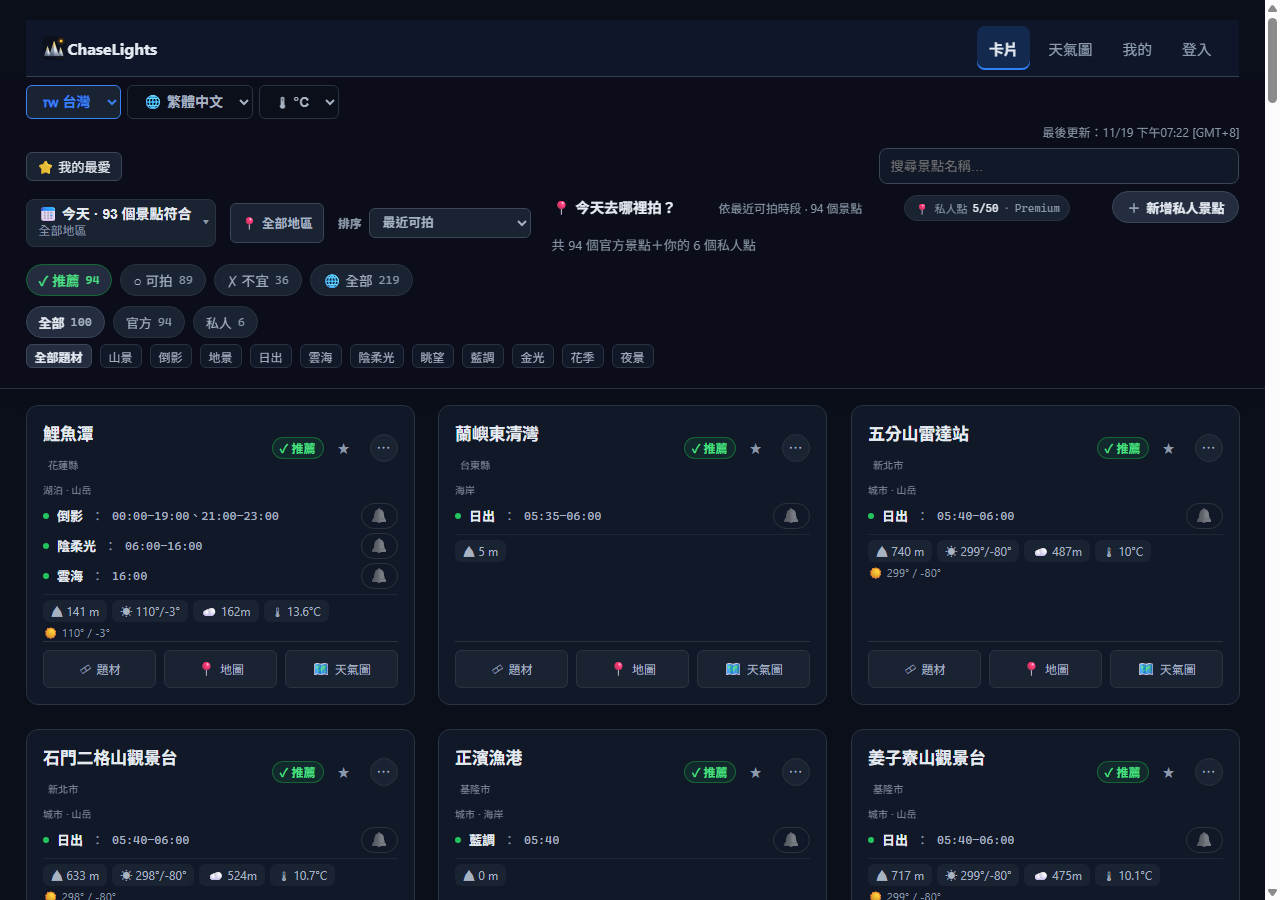 ChaseLights
卡片 天氣圖 我的 登入
TW 台灣 繁體中文 °C
最後更新：11/19 下午07:22 [GMT+8]
我的最愛 搜尋景點名稱...
今天 · 93 個景點符合
全部地區
全部地區 排序 最近可拍
今天去哪裡拍？ 依最近可拍時段 · 94 個景點 私人點 5/50 · Premium ＋ 新增私人景點
共 94 個官方景點＋你的 6 個私人點
✓ 推薦 94 ○ 可拍 89 ✗ 不宜 36 全部 219
全部 100 官方 94 私人 6
全部題材 山景 倒影 地景 日出 雲海 陰柔光 眺望 藍調 金光 花季 夜景
鯉魚潭
✓ 推薦 ★ ⋯
花蓮縣
湖泊 · 山岳
倒影 ： 00:00–19:00、21:00–23:00
陰柔光 ： 06:00–16:00
雲海 ： 16:00
141 m 110°/-3° 162m 13.6°C
110° / -3°
題材 地圖 天氣圖
蘭嶼東清灣
✓ 推薦 ★ ⋯
台東縣
海岸
日出 ： 05:35–06:00
5 m
題材 地圖 天氣圖
五分山雷達站
✓ 推薦 ★ ⋯
新北市
城市 · 山岳
日出 ： 05:40–06:00
740 m 299°/-80° 487m 10°C
299° / -80°
題材 地圖 天氣圖
石門二格山觀景台
✓ 推薦 ★ ⋯
新北市
城市 · 山岳
日出 ： 05:40–06:00
633 m 298°/-80° 524m 10.7°C
298° / -80°
正濱漁港
✓ 推薦 ★ ⋯
基隆市
城市 · 海岸
藍調 ： 05:40
0 m
姜子寮山觀景台
✓ 推薦 ★ ⋯
基隆市
城市 · 山岳
日出 ： 05:40–06:00
717 m 299°/-80° 475m 10.1°C
299° / -80°